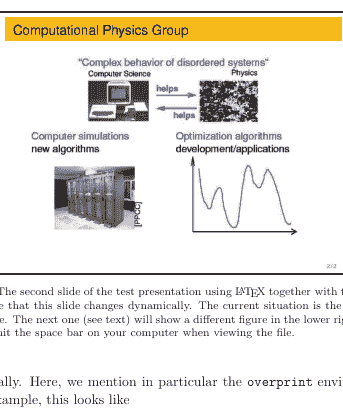 Computational Physics Group
"Complex behavior of disordered systems"
Computer Science
Physics
helps
helps
Computer simulations
new algorithms
Optimization algorithms
development/applications
[PPCC]
2/2
The second slide of the test presentation using LATEX together with t
e that this slide changes dynamically. The current situation is the
e. The next one (see text) will show a different figure in the lower rig
hit the space bar on your computer when viewing the file.
ally. Here, we mention in particular the overprint envi
xample, this looks like